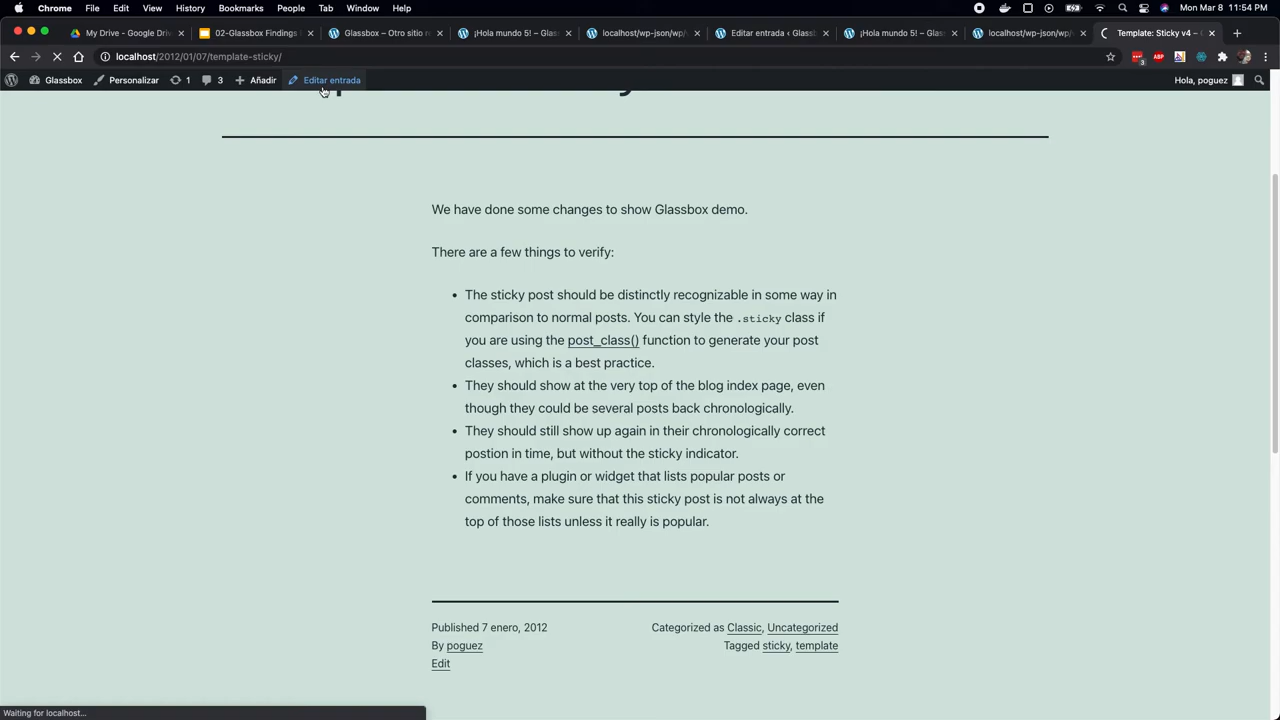 Chrome File Edit View History Bookmarks People Tab Window Help Mon Mar 8 11:54 PM
My Drive - Google Driv 02-Glassbox Findings Glassbox – Otro sitio re ¡Hola mundo 5! – Glass localhost/wp-json/wp/v Editar entrada ‹ Glassb ¡Hola mundo 5! – Glass localhost/wp-json/wp/v Template: Sticky v4 – G
localhost/2012/01/07/template-sticky/
Glassbox Personalizar 1 3 Añadir Editar entrada Hola, poguez
We have done some changes to show Glassbox demo.
There are a few things to verify:
• The sticky post should be distinctly recognizable in some way in
comparison to normal posts. You can style the .sticky class if
you are using the post_class() function to generate your post
classes, which is a best practice.
• They should show at the very top of the blog index page, even
though they could be several posts back chronologically.
• They should still show up again in their chronologically correct
postion in time, but without the sticky indicator.
• If you have a plugin or widget that lists popular posts or
comments, make sure that this sticky post is not always at the
top of those lists unless it really is popular.
Published 7 enero, 2012
By poguez
Edit
Categorized as Classic, Uncategorized
Tagged sticky, template
Waiting for localhost...